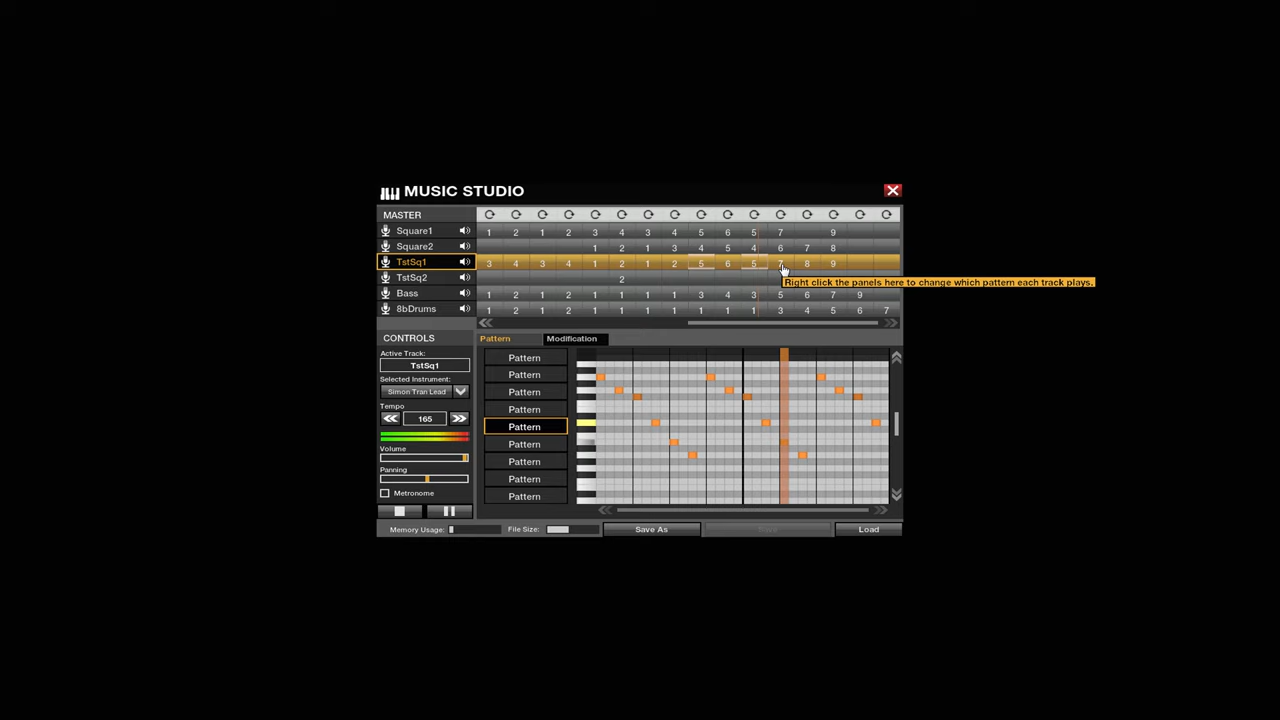 MUSIC STUDIO
MASTER
Square1 1 2 1 2 3 4 3 4 5 6 5 7 9
Square2 1 2 1 3 4 5 4 6 7 8
TstSq1 3 4 3 4 1 2 1 2 5 6 5 7 8 9
TstSq2 2
Right click the panels here to change which pattern each track plays.
Bass 1 2 1 2 1 2 1 1 3 4 3 5 6 7 9
8bDrums 1 1 1 1 1 1 1 1 1 1 1 3 4 5 6 7
CONTROLS
Pattern Modification
Active Track:
TstSq1
Selected Instrument:
Simon Tran Lead
Tempo
165
Volume
Panning
Metronome
Pattern
Pattern
Pattern
Pattern
Pattern
Pattern
Pattern
Pattern
Pattern
Memory Usage: File Size: Save As Save Load